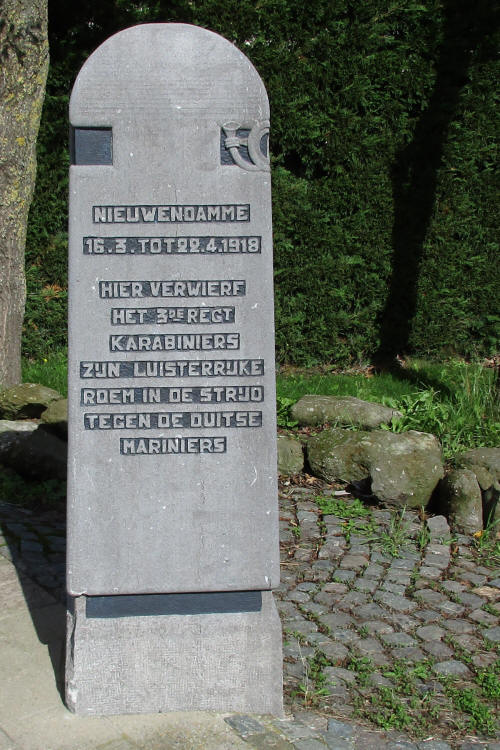 NIEUWENDAMME
16.3.TOT 22.4.1918
HIER VERWIERF
HET 3DE REGT
KARABINIERS
ZIJN LUISTERRIJKE
ROEM IN DE STRIJD
TEGEN DE DUITSE
MARINIERS